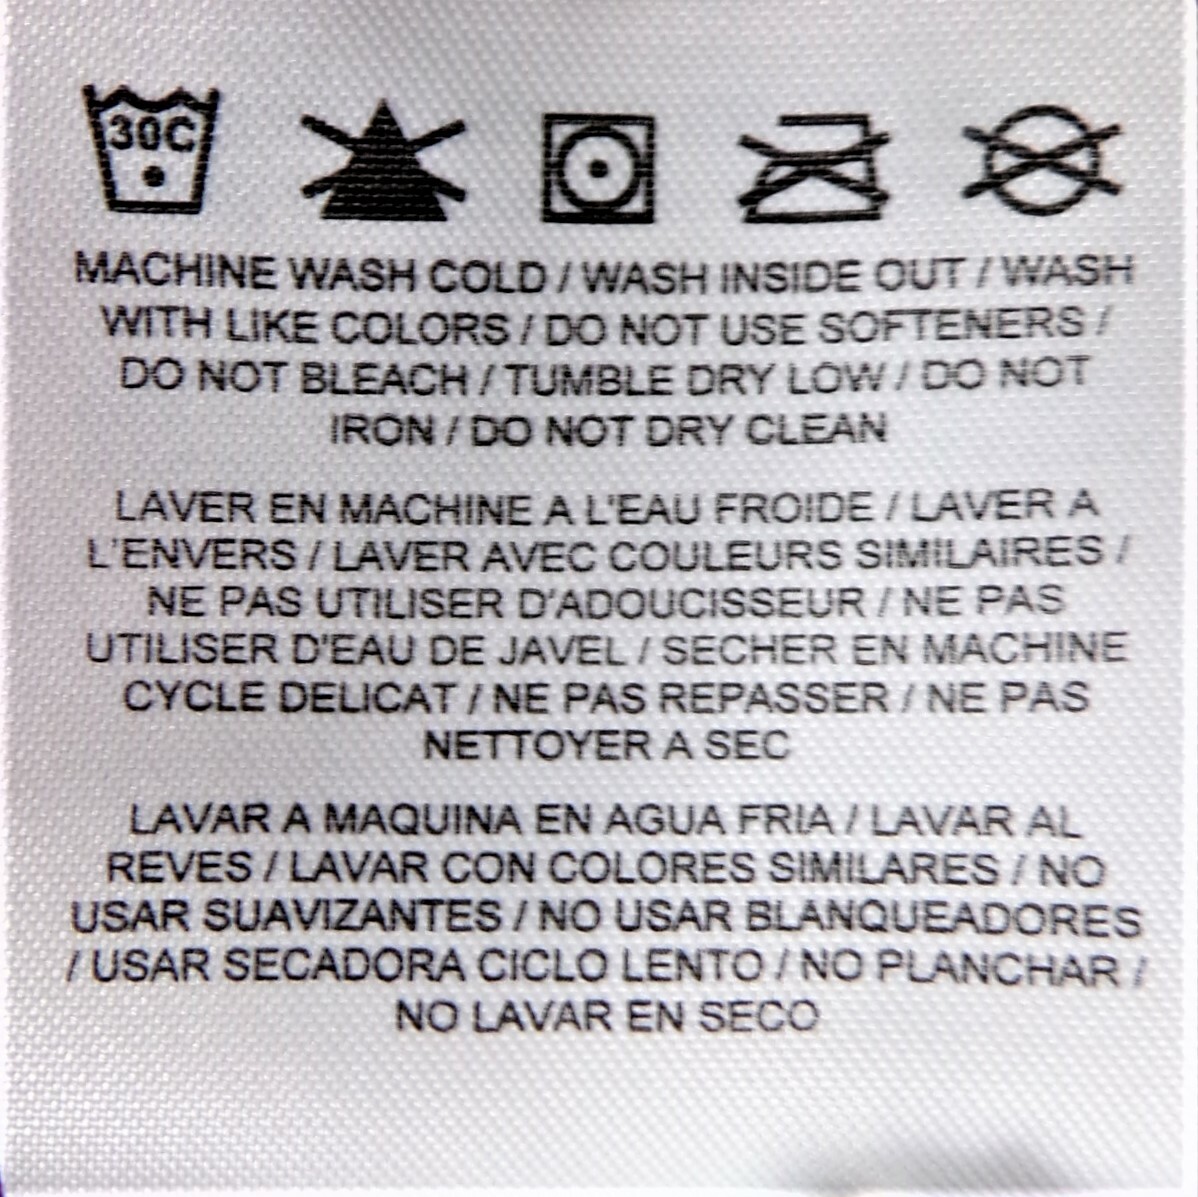 30C
MACHINE WASH COLD / WASH INSIDE OUT / WASH
WITH LIKE COLORS / DO NOT USE SOFTENERS /
DO NOT BLEACH / TUMBLE DRY LOW / DO NOT
IRON / DO NOT DRY CLEAN
LAVER EN MACHINE A L'EAU FROIDE / LAVER A
L'ENVERS / LAVER AVEC COULEURS SIMILAIRES /
NE PAS UTILISER D'ADOUCISSEUR / NE PAS
UTILISER D'EAU DE JAVEL / SECHER EN MACHINE
CYCLE DELICAT / NE PAS REPASSER / NE PAS
NETTOYER A SEC
LAVAR A MAQUINA EN AGUA FRIA / LAVAR AL
REVES / LAVAR CON COLORES SIMILARES / NO
USAR SUAVIZANTES / NO USAR BLANQUEADORES
/ USAR SECADORA CICLO LENTO / NO PLANCHAR /
NO LAVAR EN SECO